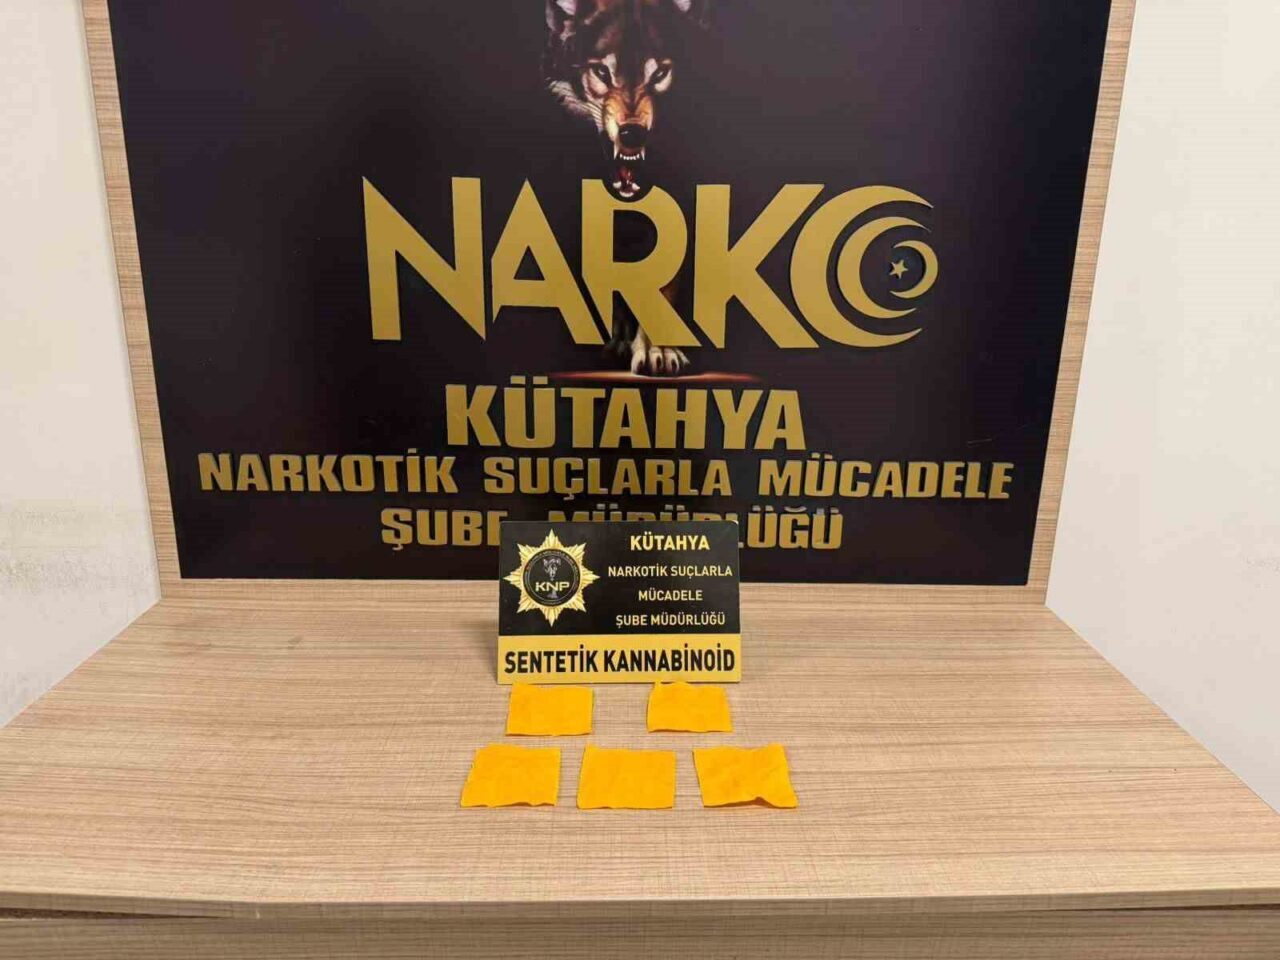 NARKO
KÜTAHYA
NARKOTİK SUÇLARLA MÜCADELE
ŞUBE MÜDÜRLÜĞÜ
KNP
KÜTAHYA
NARKOTİK SUÇLARLA
MÜCADELE
ŞUBE MÜDÜRLÜĞÜ
SENTETİK KANNABİNOİD